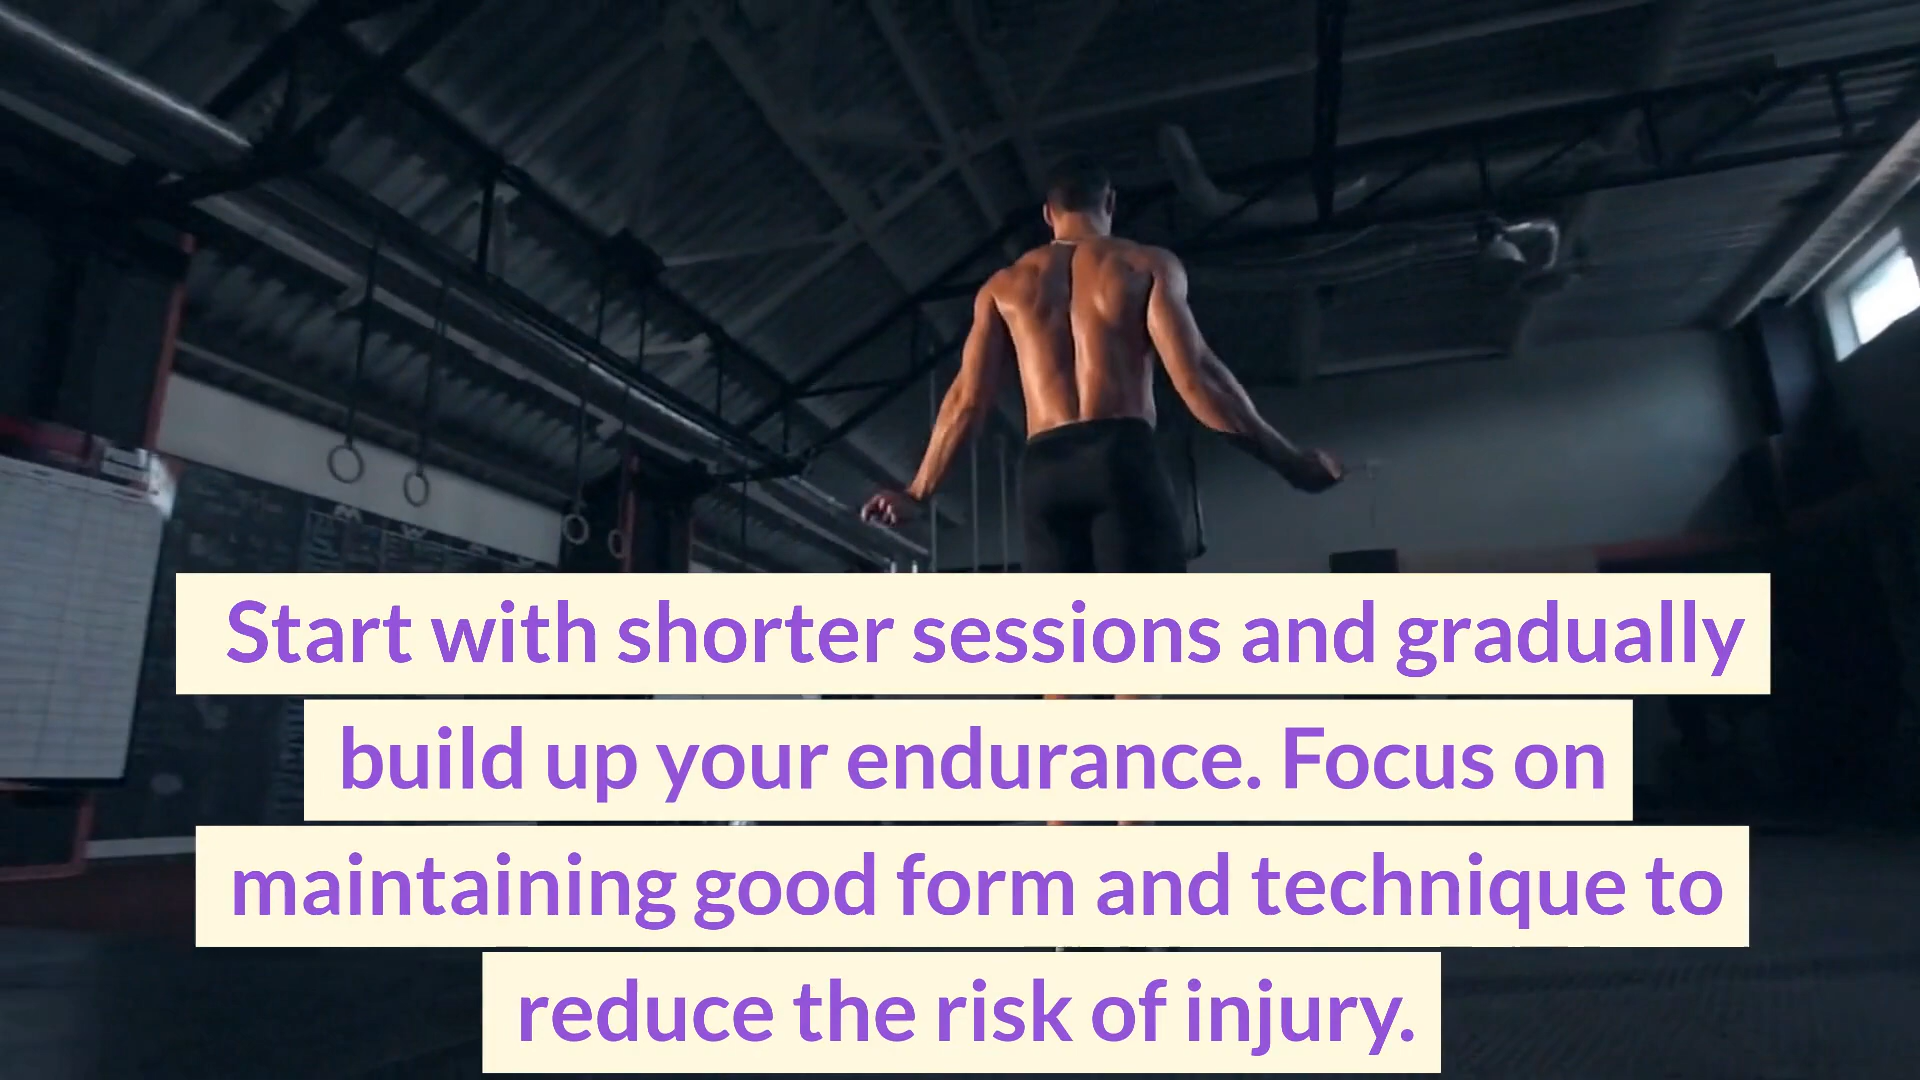 Start with shorter sessions and gradually
build up your endurance. Focus on
maintaining good form and technique to
reduce the risk of injury.